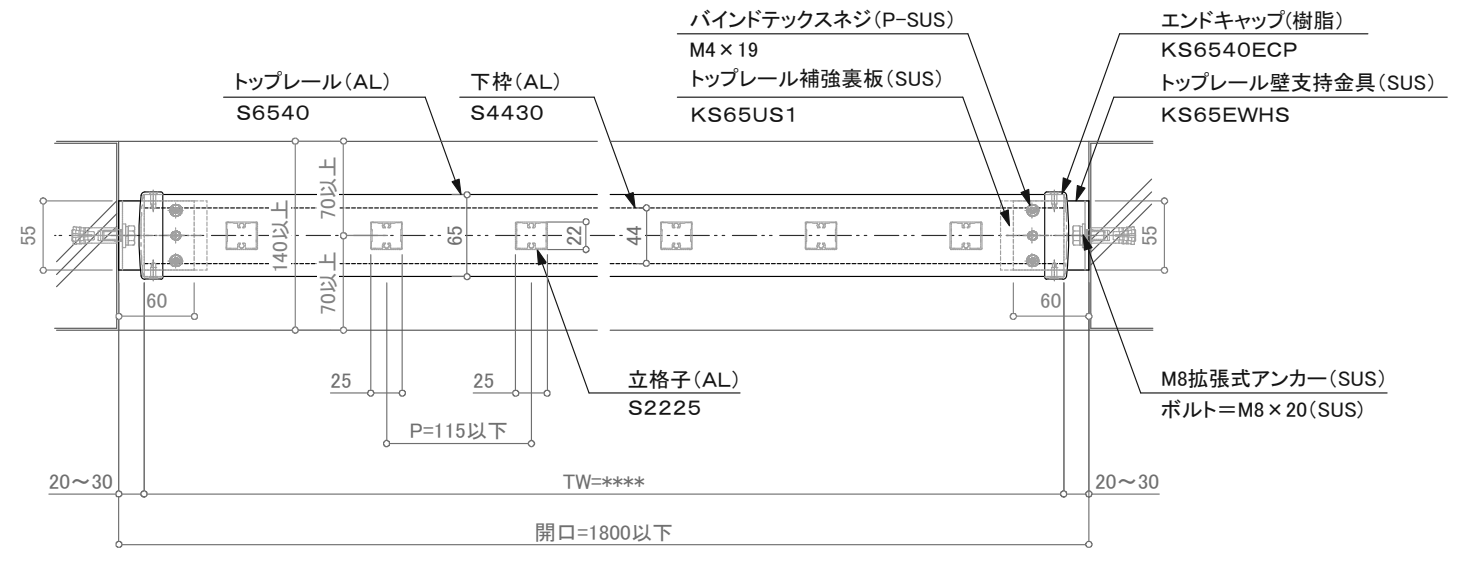 バインドテックスネジ(P-SUS)
M4×19
エンドキャップ(樹脂)
KS6540ECP
トップレール(AL)
S6540
下枠(AL)
S4430
トップレール補強裏板(SUS)
KS65US1
トップレール壁支持金具(SUS)
KS65EWHS
55
140以上
70以上
70以上
65
22
44
55
60
60
25
25
立格子(AL)
S2225
M8拡張式アンカー(SUS)
ボルト=M8×20(SUS)
P=115以下
20~30
TW=****
20~30
開口=1800以下